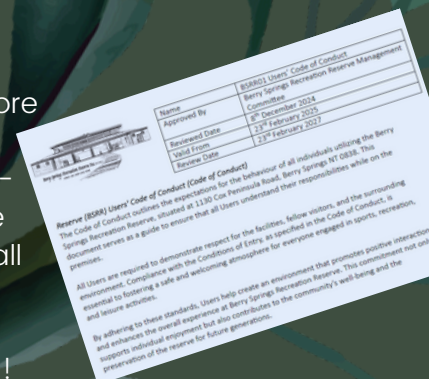 ore
–
e
all
!
Name BSRR01 Users' Code of Conduct
Approved By Berry Springs Recreation Reserve Management
Committee
Reviewed Date 8th December 2024
Valid From 23rd February 2025
Review Date 23rd February 2027
Reserve (BSRR) Users' Code of Conduct (Code of Conduct)
The Code of Conduct outlines the expectations for the behaviour of all individuals utilizing the Berry
Springs Recreation Reserve, situated at 1130 Cox Peninsula Road, Berry Springs NT 0838. This
document serves as a guide to ensure that all Users understand their responsibilities while on the
premises.
All Users are required to demonstrate respect for the facilities, fellow visitors, and the surrounding
environment. Compliance with the Conditions of Entry, as specified in the Code of Conduct, is
essential to fostering a safe and welcoming atmosphere for everyone engaged in sports, recreation,
and leisure activities.
By adhering to these standards, Users help create an environment that promotes positive interaction
and enhances the overall experience at Berry Springs Recreation Reserve. This commitment not only
supports individual enjoyment but also contributes to the community's well-being and the
preservation of the reserve for future generations.